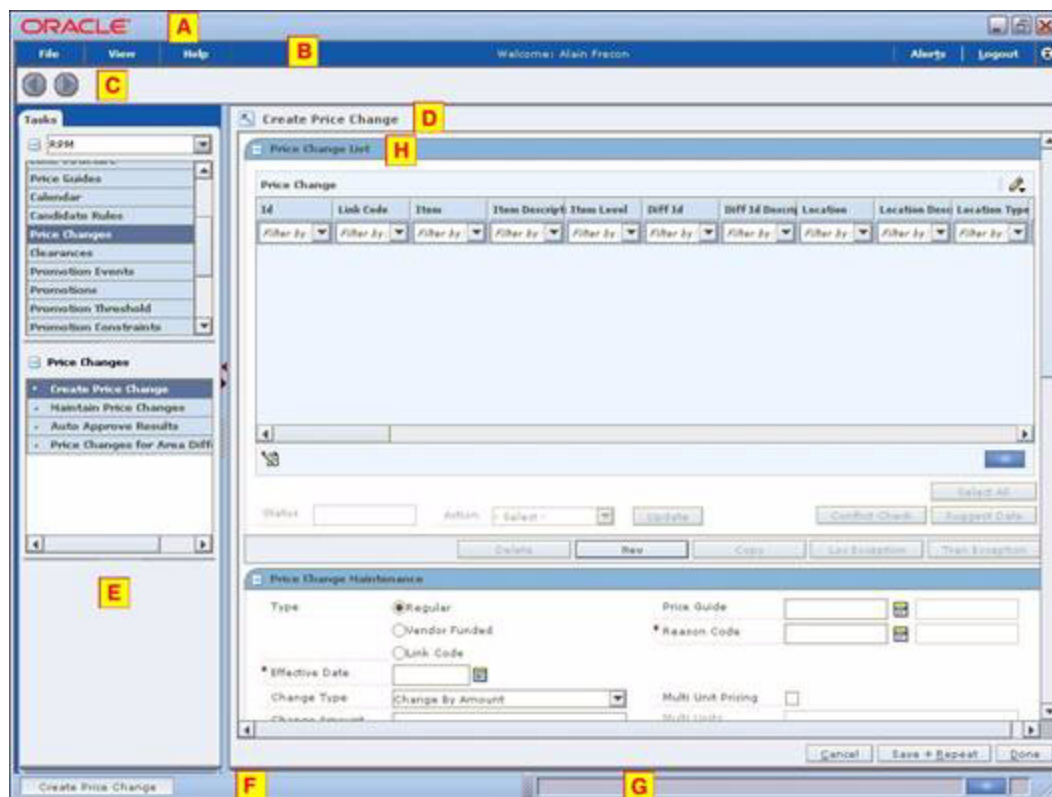 ORACLE A
File View Help B Welcome: Alain Frecon Alerts Logout
C
Tasks
Create Price Change D
RPM
Price Change List H
Price Guides
Calendar
Candidate Rules
Price Changes
Clearances
Promotion Events
Promotions
Promotion Threshold
Promotion Constraints
Price Change
Id Link Code Item Item Descripti Item Level Diff Id Diff Id Descrip Location Location Desc Location Type
Filter by Filter by Filter by Filter by Filter by Filter by Filter by Filter by Filter by Filter by
Price Changes
Create Price Change
Maintain Price Changes
Auto Approve Results
Price Changes for Area Diff
E
Select All
Status Action - Select - Update Conflict Check Suggest Date
Delete New Copy Loc Exception Tran Exception
Price Change Maintenance
Type Regular Price Guide
Vendor Funded * Reason Code
Link Code
* Effective Date
Change Type Change By Amount Multi Unit Pricing
Change Amount Multi Units
Cancel Save + Repeat Done
Create Price Change F G